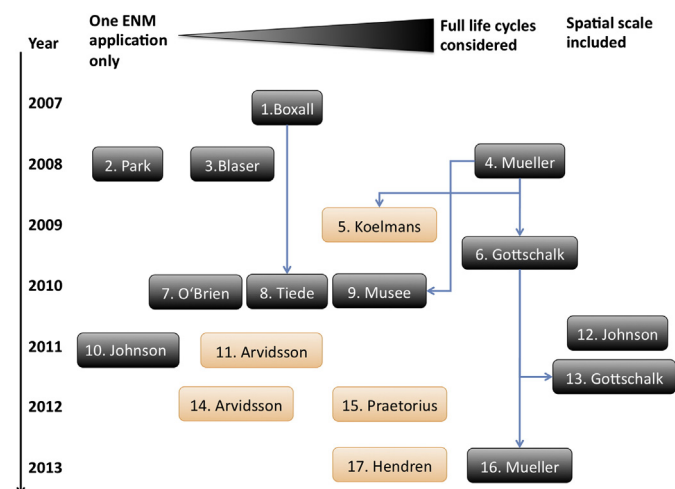 One ENM
application
only
Full life cycles
considered
Spatial scale
included
Year
2007
1.Boxall
2008
2. Park
3.Blaser
4. Mueller
2009
5. Koelmans
6. Gottschalk
2010
7. O‘Brien
8. Tiede
9. Musee
2011
10. Johnson
11. Arvidsson
12. Johnson
13. Gottschalk
2012
14. Arvidsson
15. Praetorius
2013
17. Hendren
16. Mueller